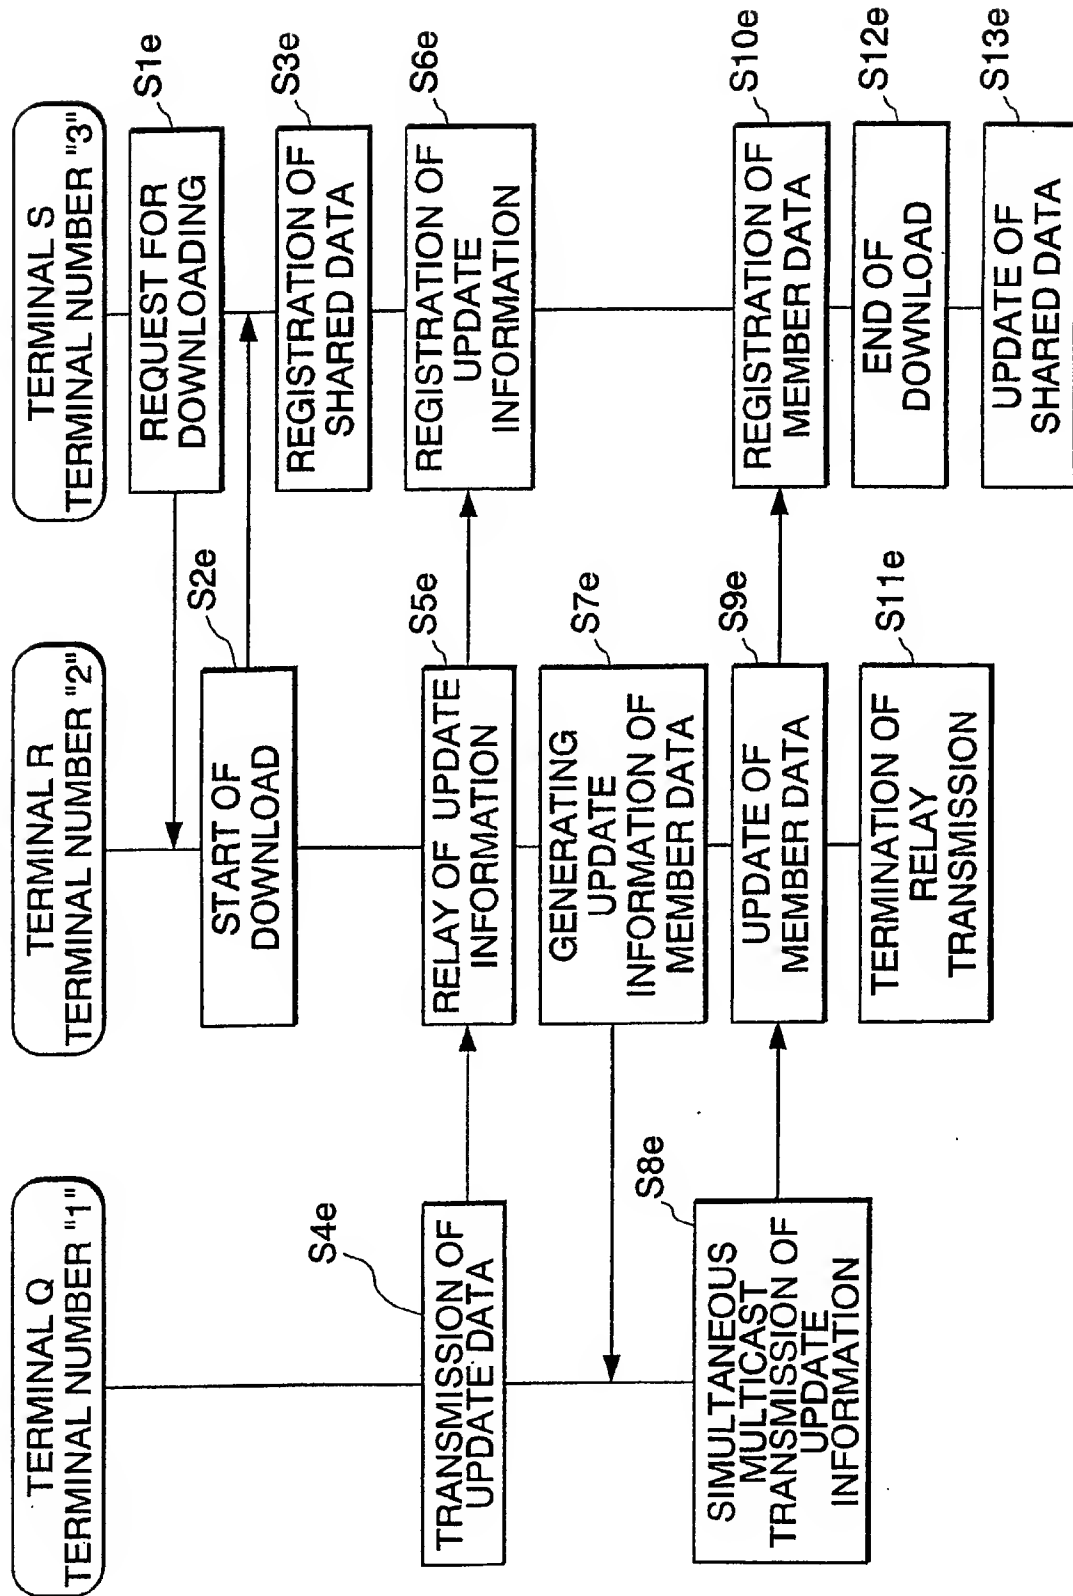 TERMINAL Q
TERMINAL NUMBER "1"
S4e
TRANSMISSION OF
UPDATE DATA
S8e
SIMULTANEOUS
MULTICAST
TRANSMISSION OF
UPDATE
INFORMATION
TERMINAL R
TERMINAL NUMBER "2"
S2e
START OF
DOWNLOAD
S5e
RELAY OF UPDATE
INFORMATION
S7e
GENERATING
UPDATE
INFORMATION OF
MEMBER DATA
S9e
UPDATE OF
MEMBER DATA
S11e
TERMINATION OF
RELAY
TRANSMISSION
TERMINAL S
TERMINAL NUMBER "3"
S1e
REQUEST FOR
DOWNLOADING
S3e
REGISTRATION OF
SHARED DATA
S6e
REGISTRATION OF
UPDATE
INFORMATION
S10e
REGISTRATION OF
MEMBER DATA
S12e
END OF
DOWNLOAD
S13e
UPDATE OF
SHARED DATA